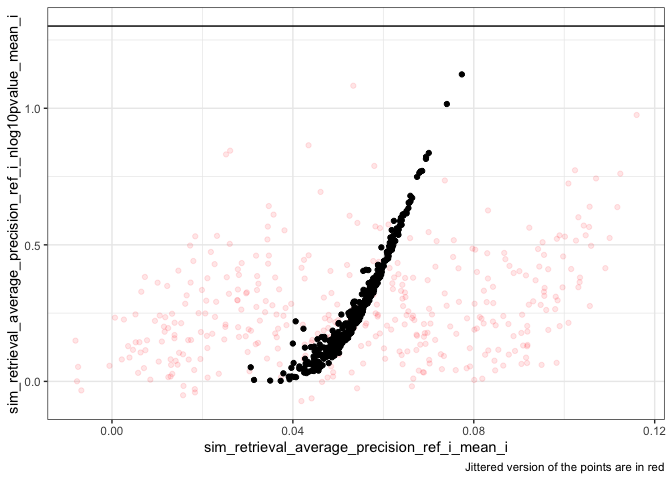 sim_retrieval_average_precision_ref_i_nlog10pvalue_mean_i
1.0
0.5
0.0
0.00
0.04
0.08
0.12
sim_retrieval_average_precision_ref_i_mean_i
Jittered version of the points are in red